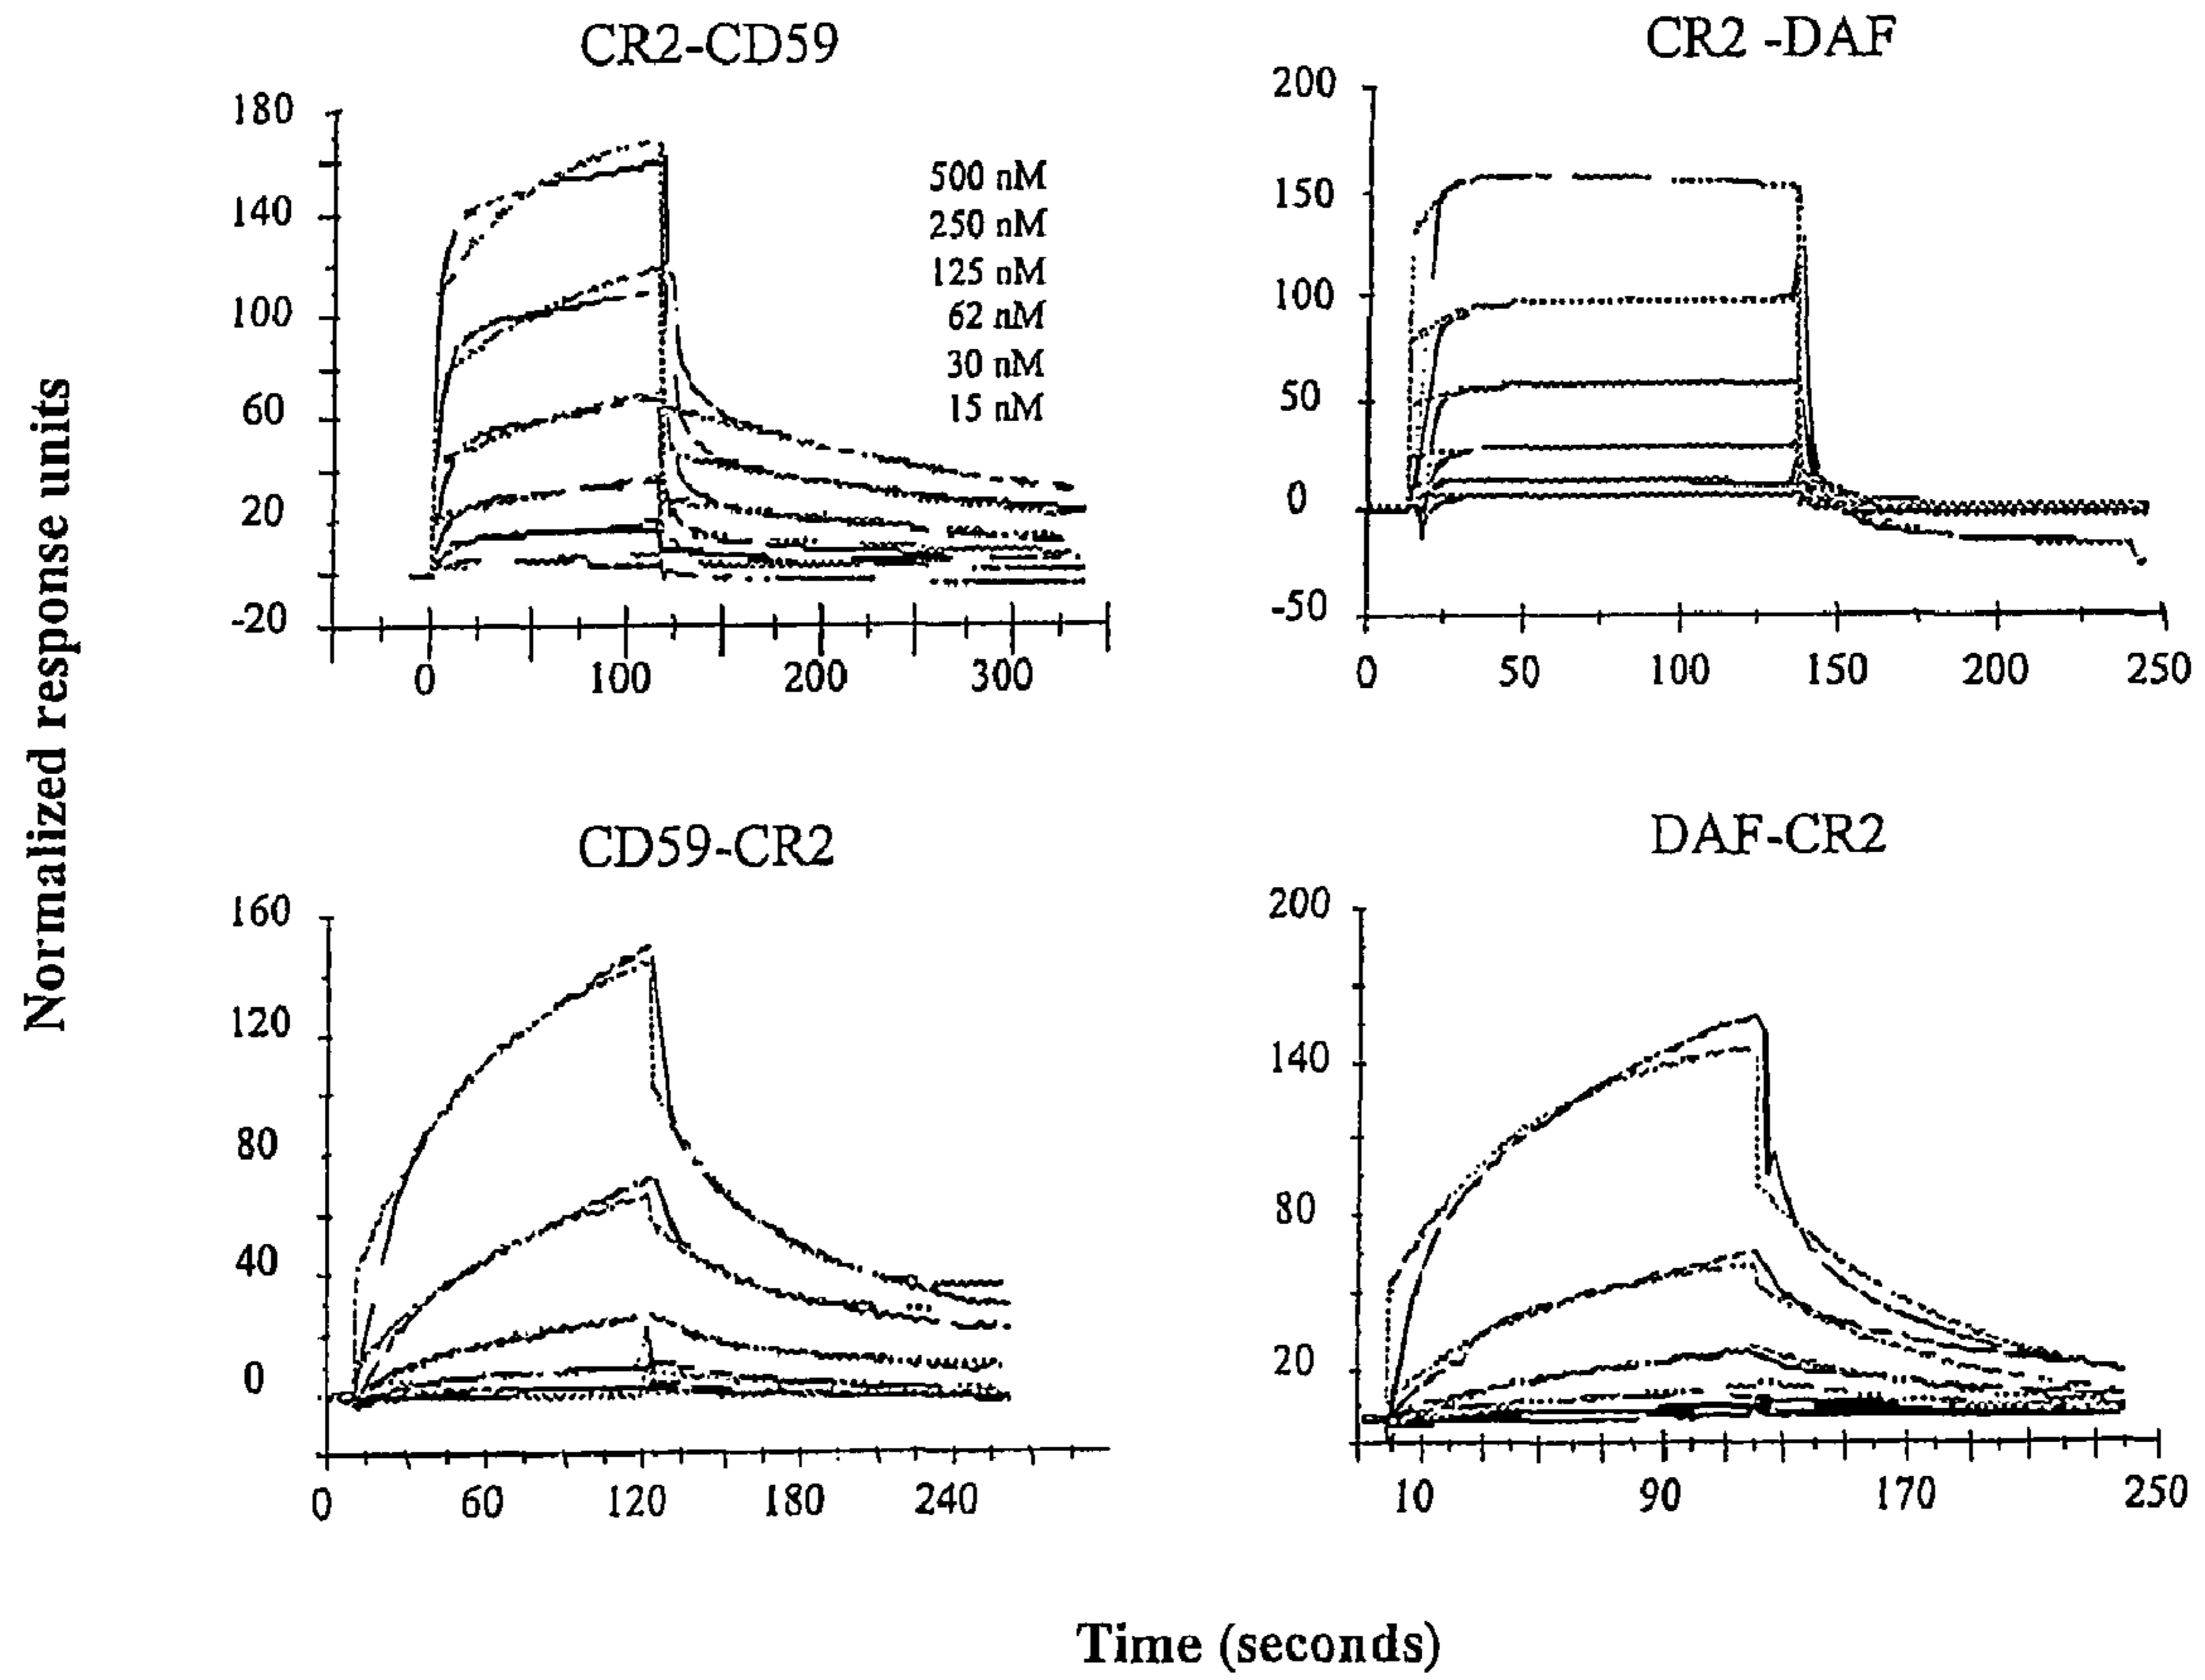 Normalized response units
CR2-CD59
180
140
100
60
20
-20
500 nM
250 nM
125 nM
62 nM
30 nM
15 nM
0 100 200 300
CR2 -DAF
200
150
100
50
0
-50
0 50 100 150 200 250
CD59-CR2
160
120
80
40
0
0 60 120 180 240
DAF-CR2
200
140
80
20
10 90 170 250
Time (seconds)